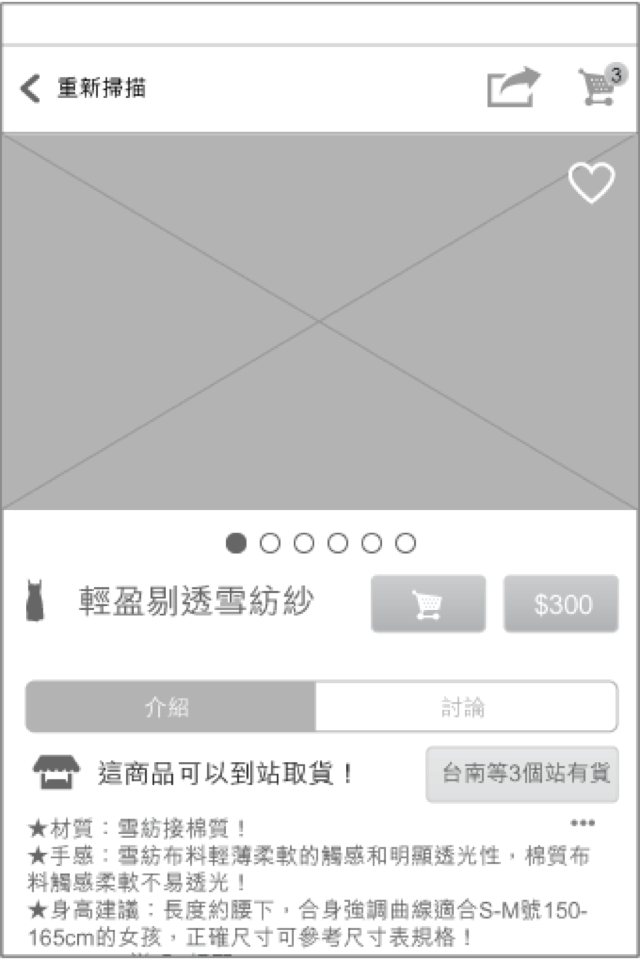 重新掃描
3
輕盈剔透雪紡紗
$300
介紹
討論
這商品可以到站取貨！
台南等3個站有貨
★材質：雪紡接棉質！
★手感：雪紡布料輕薄柔軟的觸感和明顯透光性，棉質布
料觸感柔軟不易透光！
★身高建議：長度約腰下，合身強調曲線適合S-M號150-
165cm的女孩，正確尺寸可參考尺寸表規格！